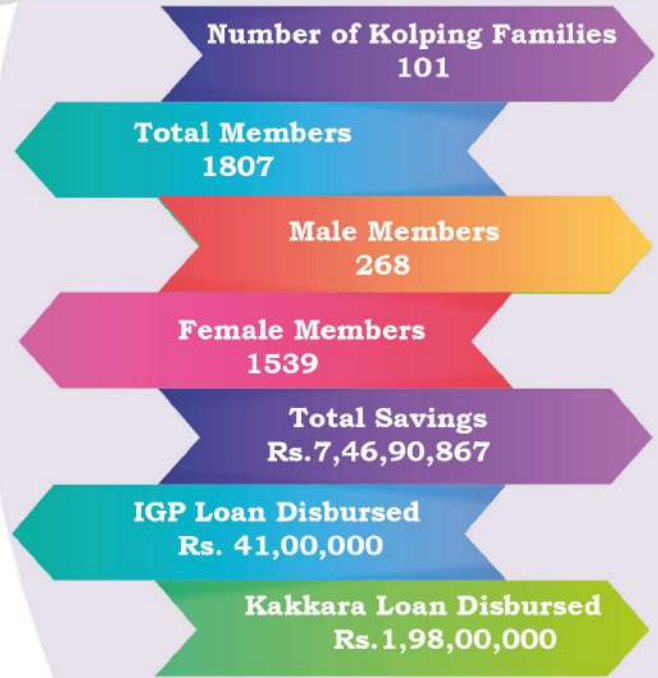 Number of Kolping Families
101
Total Members
1807
Male Members
268
Female Members
1539
Total Savings
Rs.7,46,90,867
IGP Loan Disbursed
Rs. 41,00,000
Kakkara Loan Disbursed
Rs.1,98,00,000